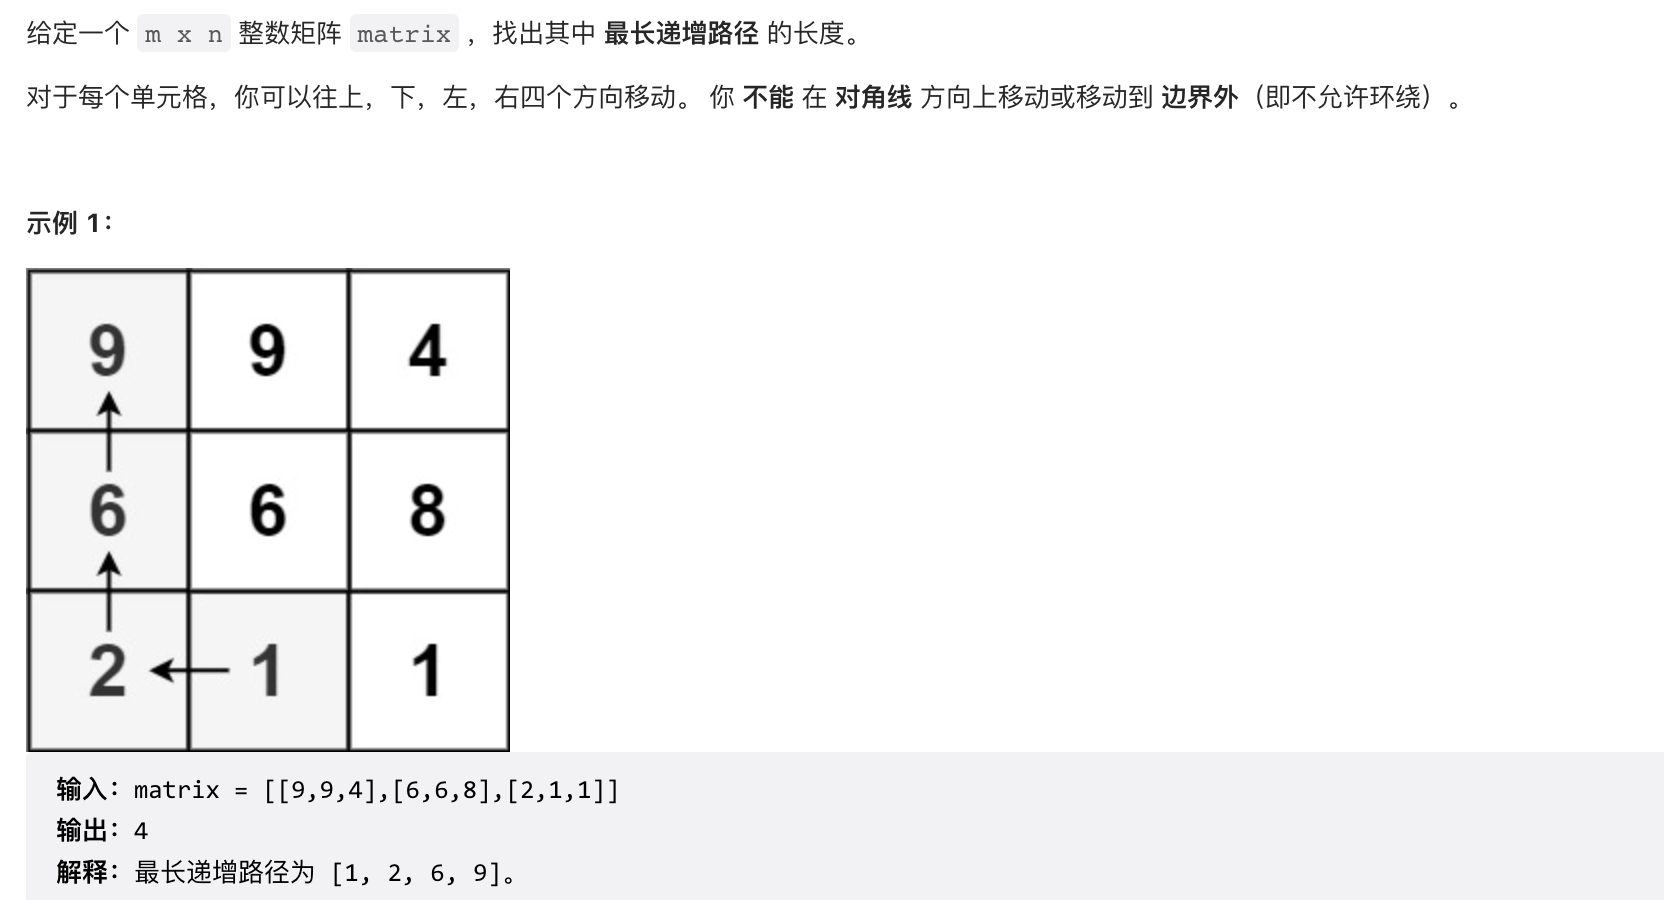 给定一个 m x n 整数矩阵 matrix ，找出其中 最长递增路径 的长度。
对于每个单元格，你可以往上，下，左，右四个方向移动。 你 不能 在 对角线 方向上移动或移动到 边界外（即不允许环绕）。
示例 1：
9 9 4
6 6 8
2 1 1
输入：matrix = [[9,9,4],[6,6,8],[2,1,1]]
输出：4
解释：最长递增路径为 [1, 2, 6, 9]。